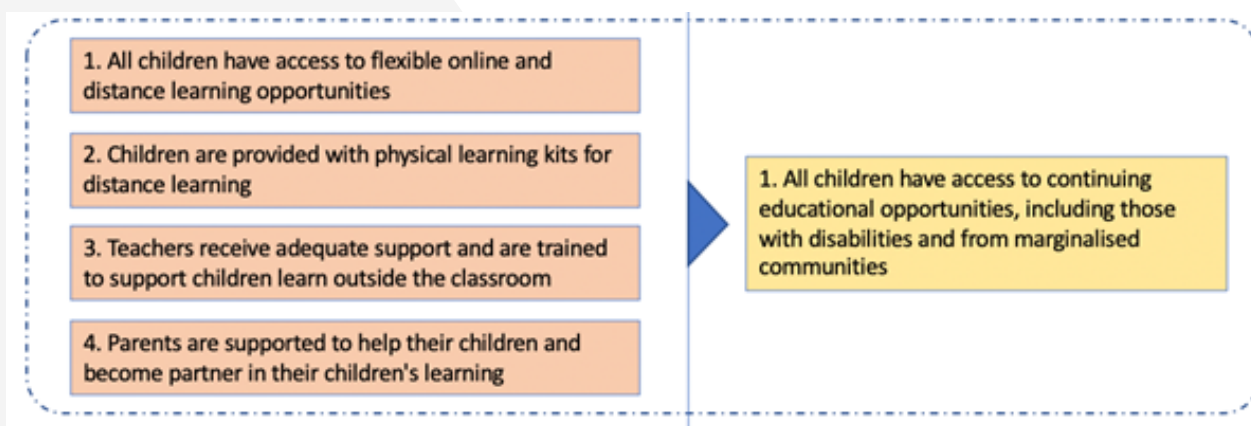 1. All children have access to flexible online and
distance learning opportunities
2. Children are provided with physical learning kits for
distance learning
3. Teachers receive adequate support and are trained
to support children learn outside the classroom
4. Parents are supported to help their children and
become partner in their children's learning
1. All children have access to continuing
educational opportunities, including those
with disabilities and from marginalised
communities